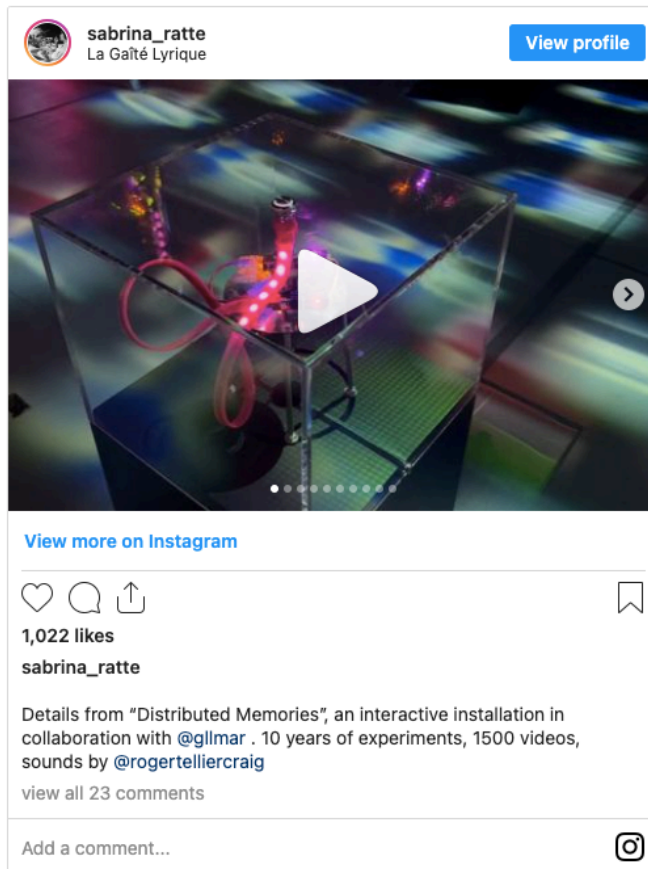 sabrina_ratte
La Gaîté Lyrique
View profile
View more on Instagram
1,022 likes
sabrina_ratte
Details from “Distributed Memories”, an interactive installation in
collaboration with @gllmar . 10 years of experiments, 1500 videos,
sounds by @rogertelliercraig
view all 23 comments
Add a comment...